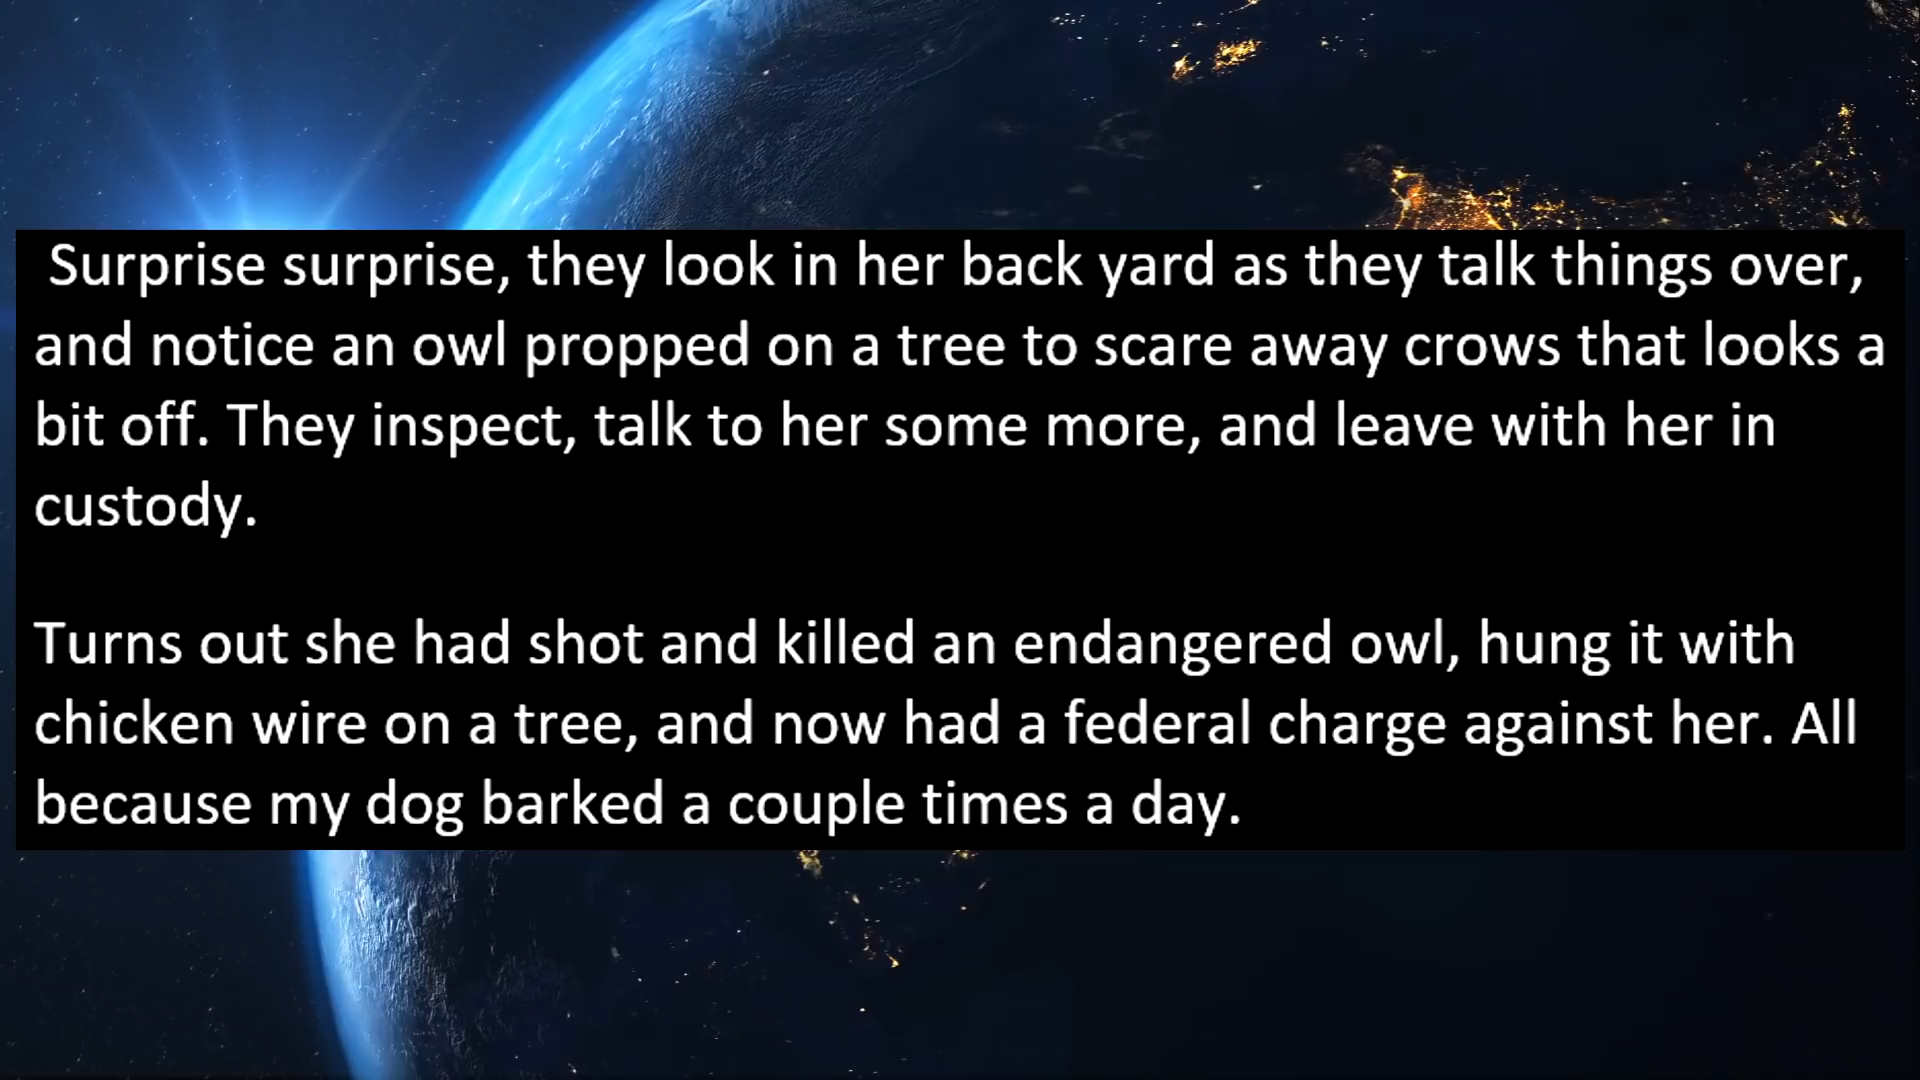 Surprise surprise, they look in her back yard as they talk things over,
and notice an owl propped on a tree to scare away crows that looks a
bit off. They inspect, talk to her some more, and leave with her in
custody.
Turns out she had shot and killed an endangered owl, hung it with
chicken wire on a tree, and now had a federal charge against her. All
because my dog barked a couple times a day.